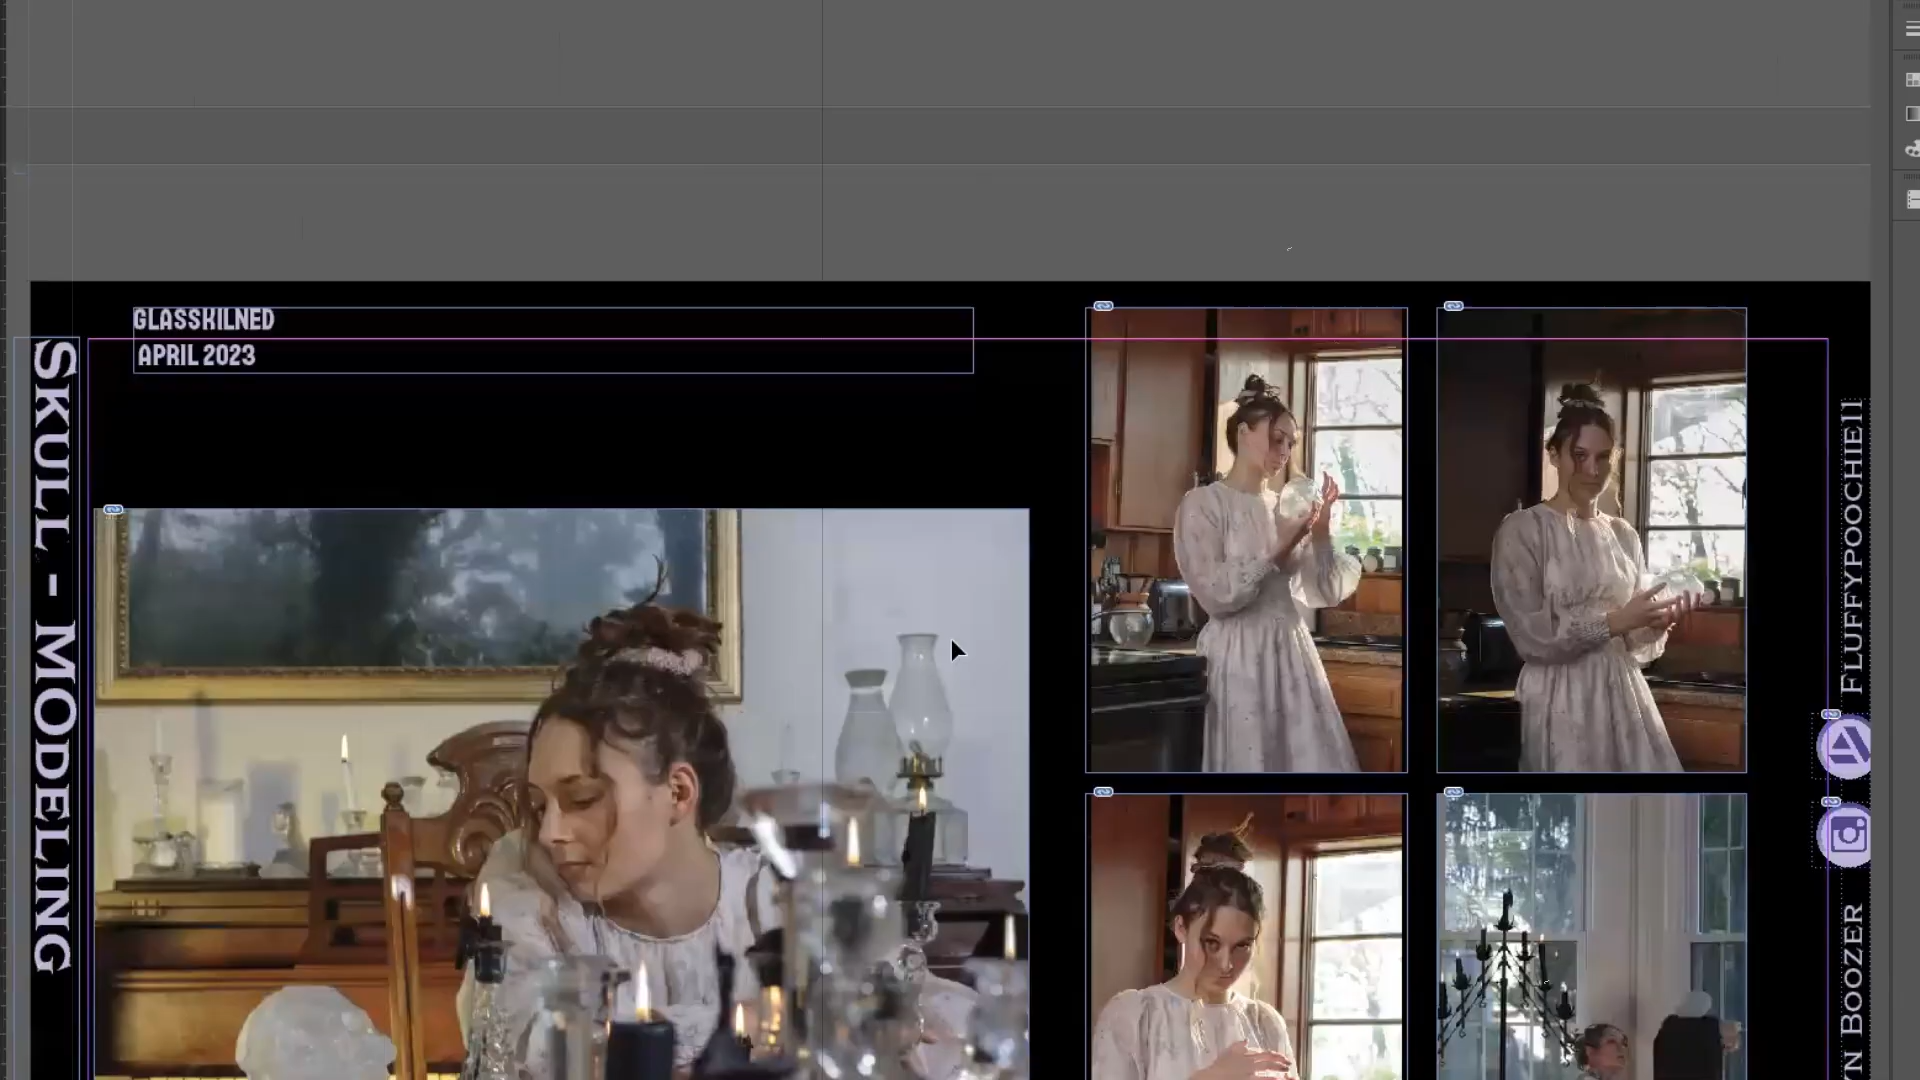 GLASSKILNED
APRIL 2023
SKULL - MODELING
FLUFFYPOOCHIE11
BOOZER